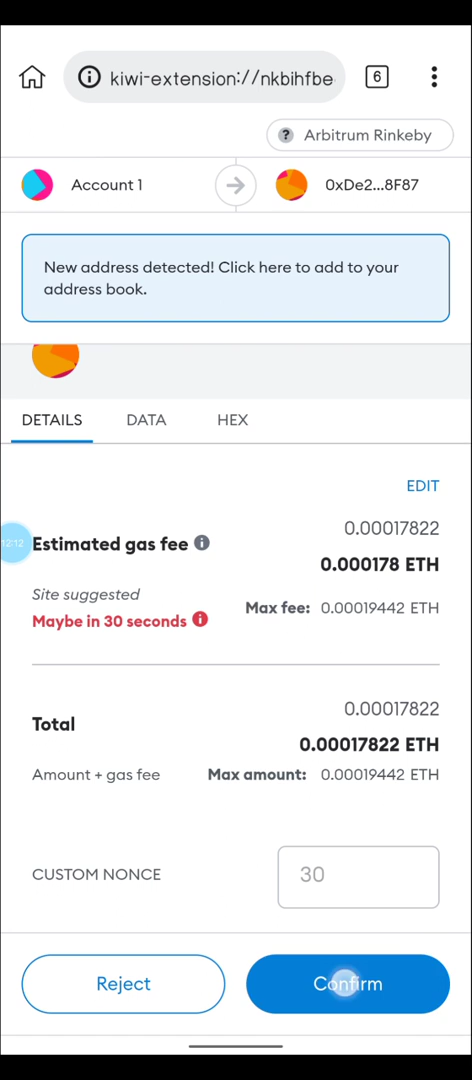 kiwi-extension://nkbihfbe
6
? Arbitrum Rinkeby
Account 1
0xDe2...8F87
New address detected! Click here to add to your
address book.
DETAILS
DATA
HEX
EDIT
0.00017822
12:12
Estimated gas fee
0.000178 ETH
Site suggested
Max fee: 0.00019442 ETH
Maybe in 30 seconds
0.00017822
Total
0.00017822 ETH
Amount + gas fee
Max amount: 0.00019442 ETH
CUSTOM NONCE
30
Reject
Confirm